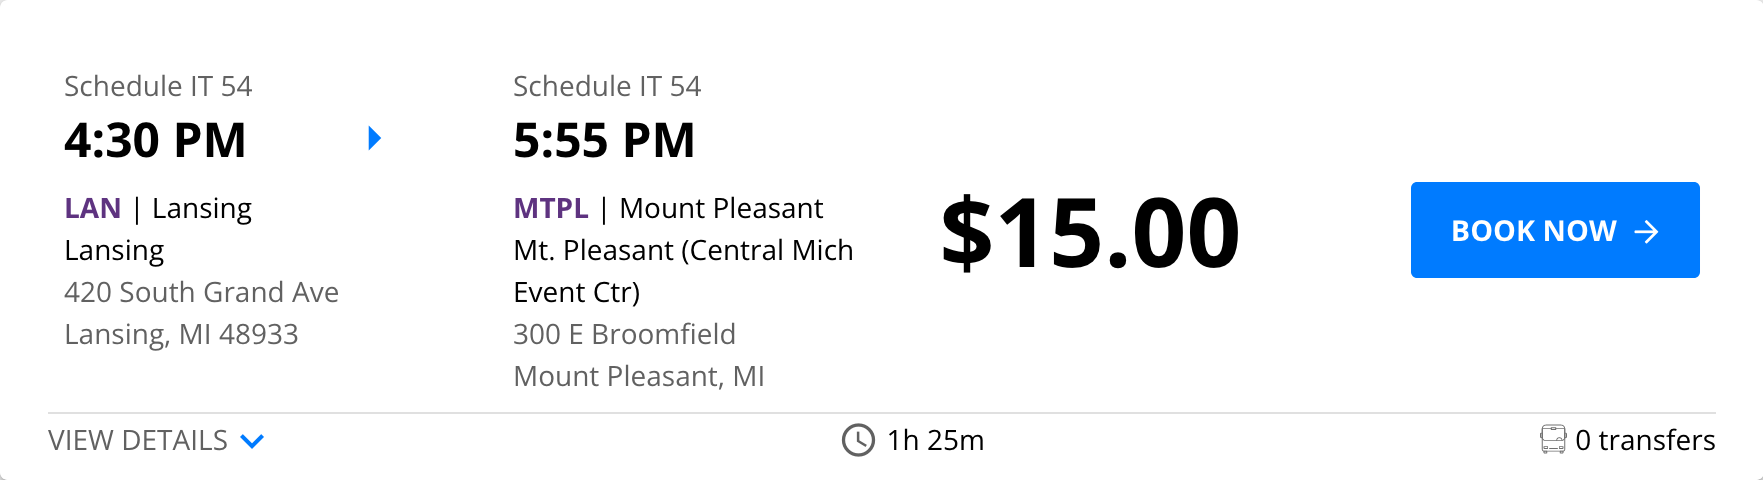 Schedule IT 54
4:30 PM
LAN | Lansing
Lansing
420 South Grand Ave
Lansing, MI 48933
Schedule IT 54
5:55 PM
MTPL | Mount Pleasant
Mt. Pleasant (Central Mich
Event Ctr)
300 E Broomfield
Mount Pleasant, MI
$15.00
BOOK NOW
VIEW DETAILS
1h 25m
0 transfers